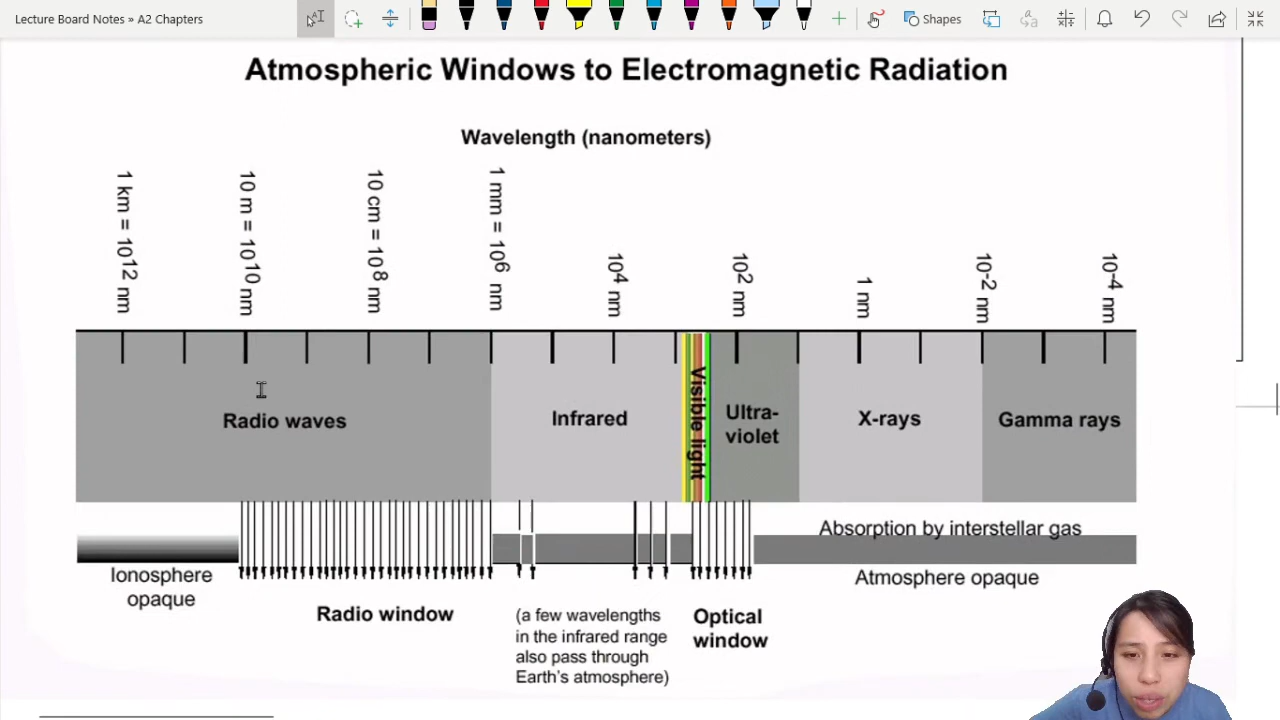 Lecture Board Notes » A2 Chapters
Shapes
Atmospheric Windows to Electromagnetic Radiation
Wavelength (nanometers)
1 km = 10¹² nm
10 m = 10¹⁰ nm
10 cm = 10⁸ nm
1 mm = 10⁶ nm
10⁴ nm
10² nm
1 nm
10⁻² nm
10⁻⁴ nm
Radio waves
Infrared
Visible light
Ultra-
violet
X-rays
Gamma rays
Absorption by interstellar gas
Ionosphere
opaque
Radio window
(a few wavelengths
in the infrared range
also pass through
Earth's atmosphere)
Optical
window
Atmosphere opaque